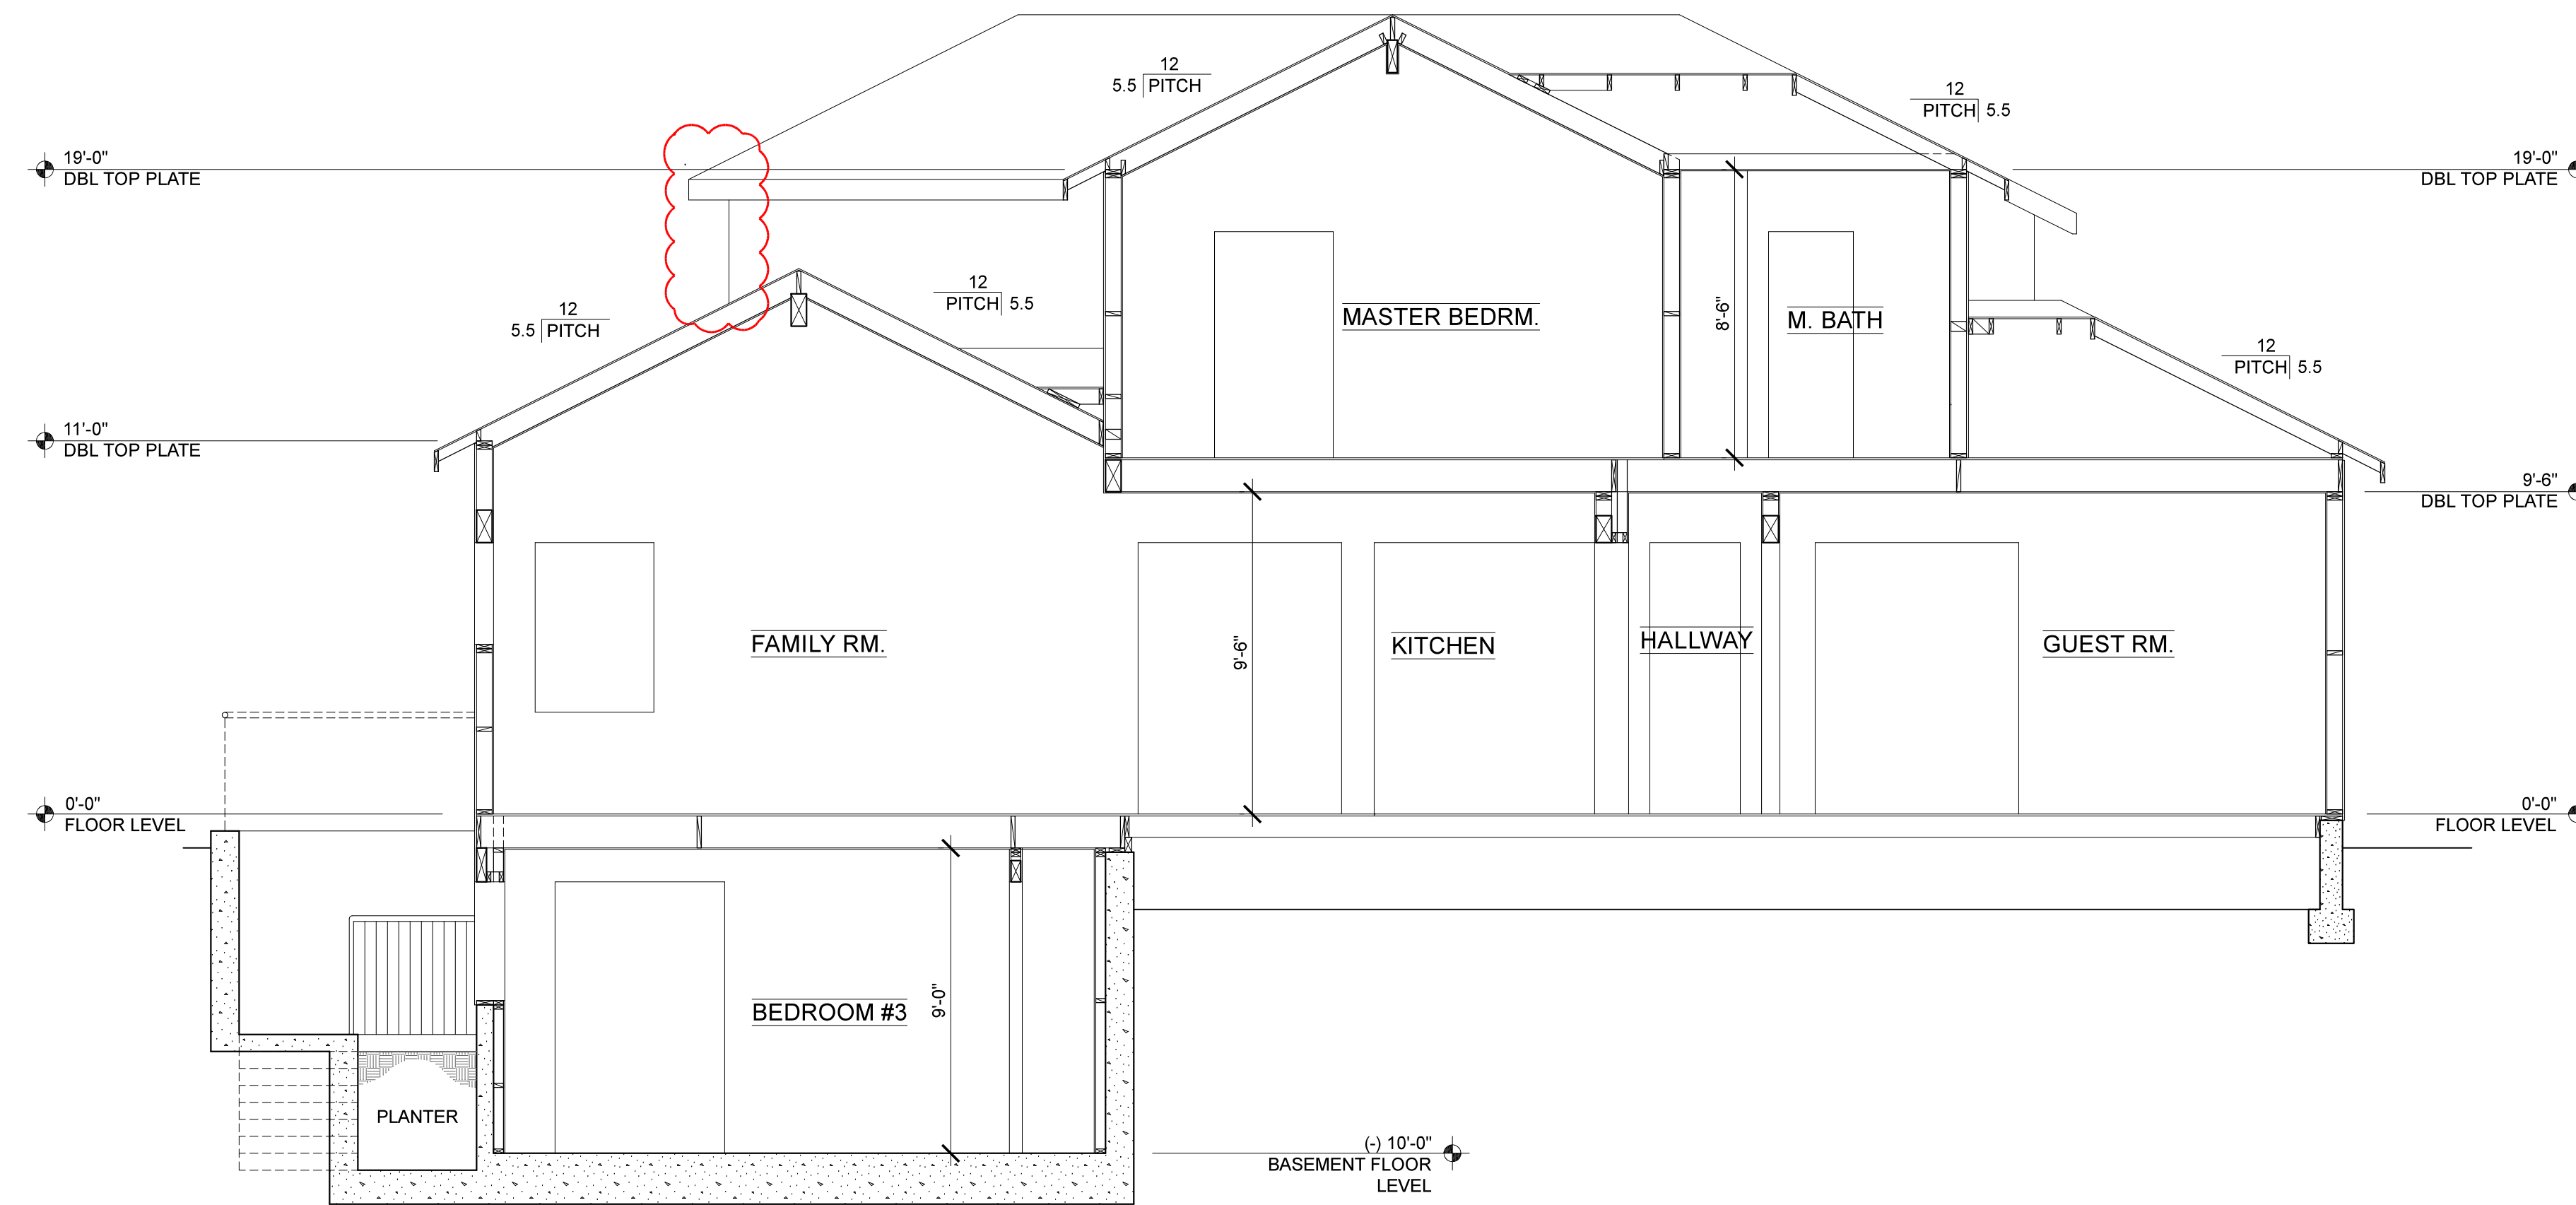 12
5.5 PITCH
12
PITCH 5.5
19'-0"
DBL TOP PLATE
19'-0"
DBL TOP PLATE
12
PITCH 5.5
12
5.5 PITCH
MASTER BEDRM.
8'-6"
M. BATH
12
PITCH 5.5
11'-0"
DBL TOP PLATE
9'-6"
DBL TOP PLATE
FAMILY RM.
9'-6"
KITCHEN
HALLWAY
GUEST RM.
0'-0"
FLOOR LEVEL
0'-0"
FLOOR LEVEL
BEDROOM #3
9'-0"
PLANTER
(-) 10'-0"
BASEMENT FLOOR
LEVEL